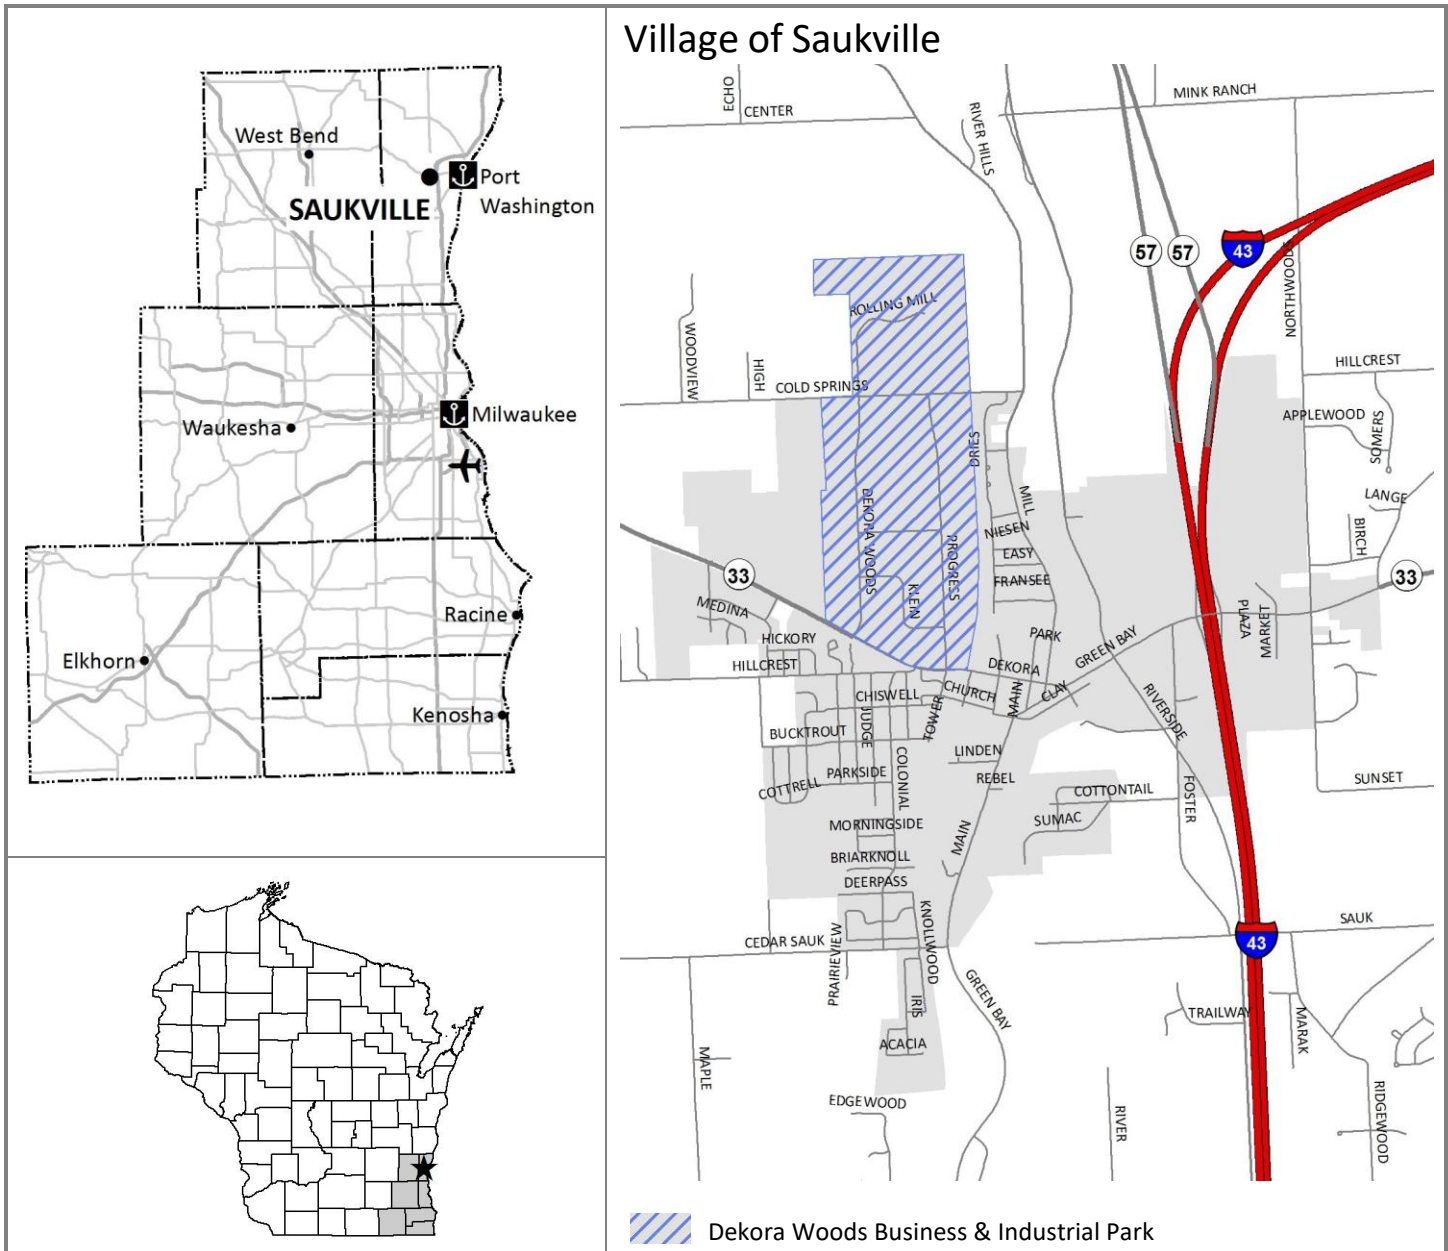 West Bend
Port
Washington
SAUKVILLE
Milwaukee
Waukesha
Racine
Elkhorn
Kenosha
Village of Saukville
ECHO
CENTER
MINK RANCH
RIVER HILLS
57
57
43
NORTHWOODS
ROLLING MILL
WOODVIEW
HIGH
COLD SPRINGS
HILLCREST
APPLEWOOD
SOMERS
DRIES
LANGE
MILL
DEKORA WOODS
NIESEN
BIRCH
PROGRESS
EASY
33
KLEIN
FRANSEE
33
MEDINA
PLAZA
MARKET
HICKORY
PARK
GREEN BAY
HILLCREST
DEKORA
CHISWELL
CHURCH
MAIN
CLAY
RIVERSIDE
JUDGE
TOWER
BUCKTROUT
LINDEN
PARKSIDE
COLONIAL
REBEL
COTTRELL
COTTONTAIL
FOSTER
SUNSET
MORNINGSIDE
MAIN
SUMAC
BRIARKNOLL
DEERPASS
KNOLLWOOD
SAUK
CEDAR SAUK
43
PRAIRIEVIEW
GREEN BAY
IRIS
TRAILWAY
MARAK
ACACIA
MAPLE
EDGEWOOD
RIVER
RIDGEWOOD
Dekora Woods Business & Industrial Park